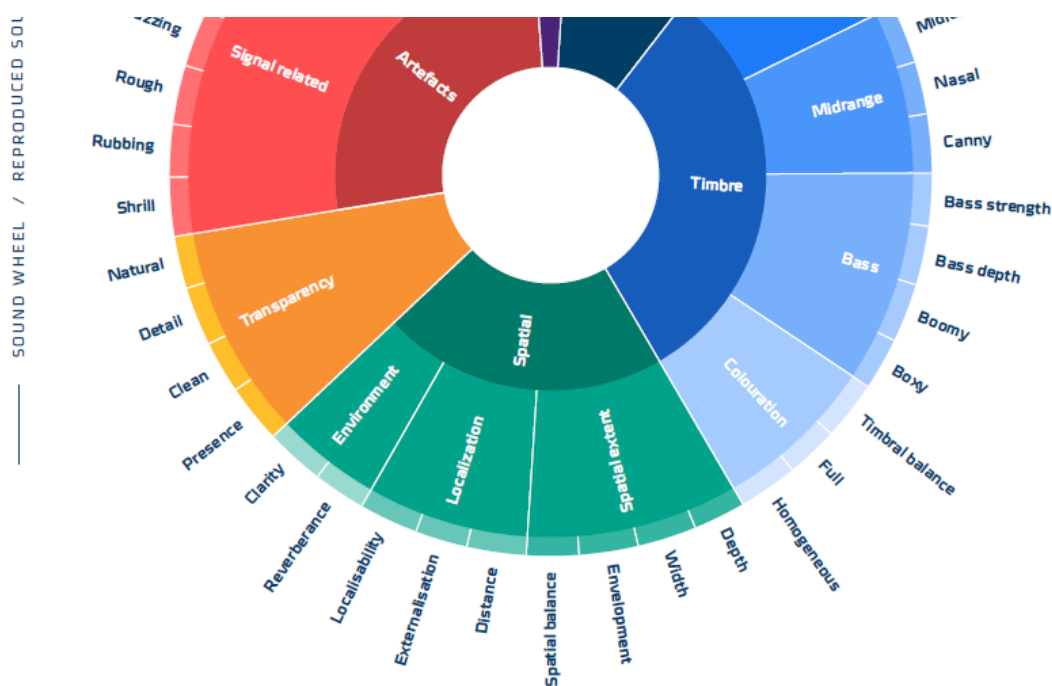 SOUND WHEEL / REPRODUCED
Rough
Rubbing
Shrill
Natural
Detail
Clean
Presence
Clarity
Reverberance
Localisability
Externalisation
Distance
Spatial balance
Envelopment
Width
Depth
Homogeneous
Full
Timbral balance
Boxy
Boomy
Bass depth
Bass strength
Canny
Nasal
Signal related
Artefacts
Transparency
Environment
Localization
Spatial extent
Spatial
Colouration
Bass
Midrange
Timbre